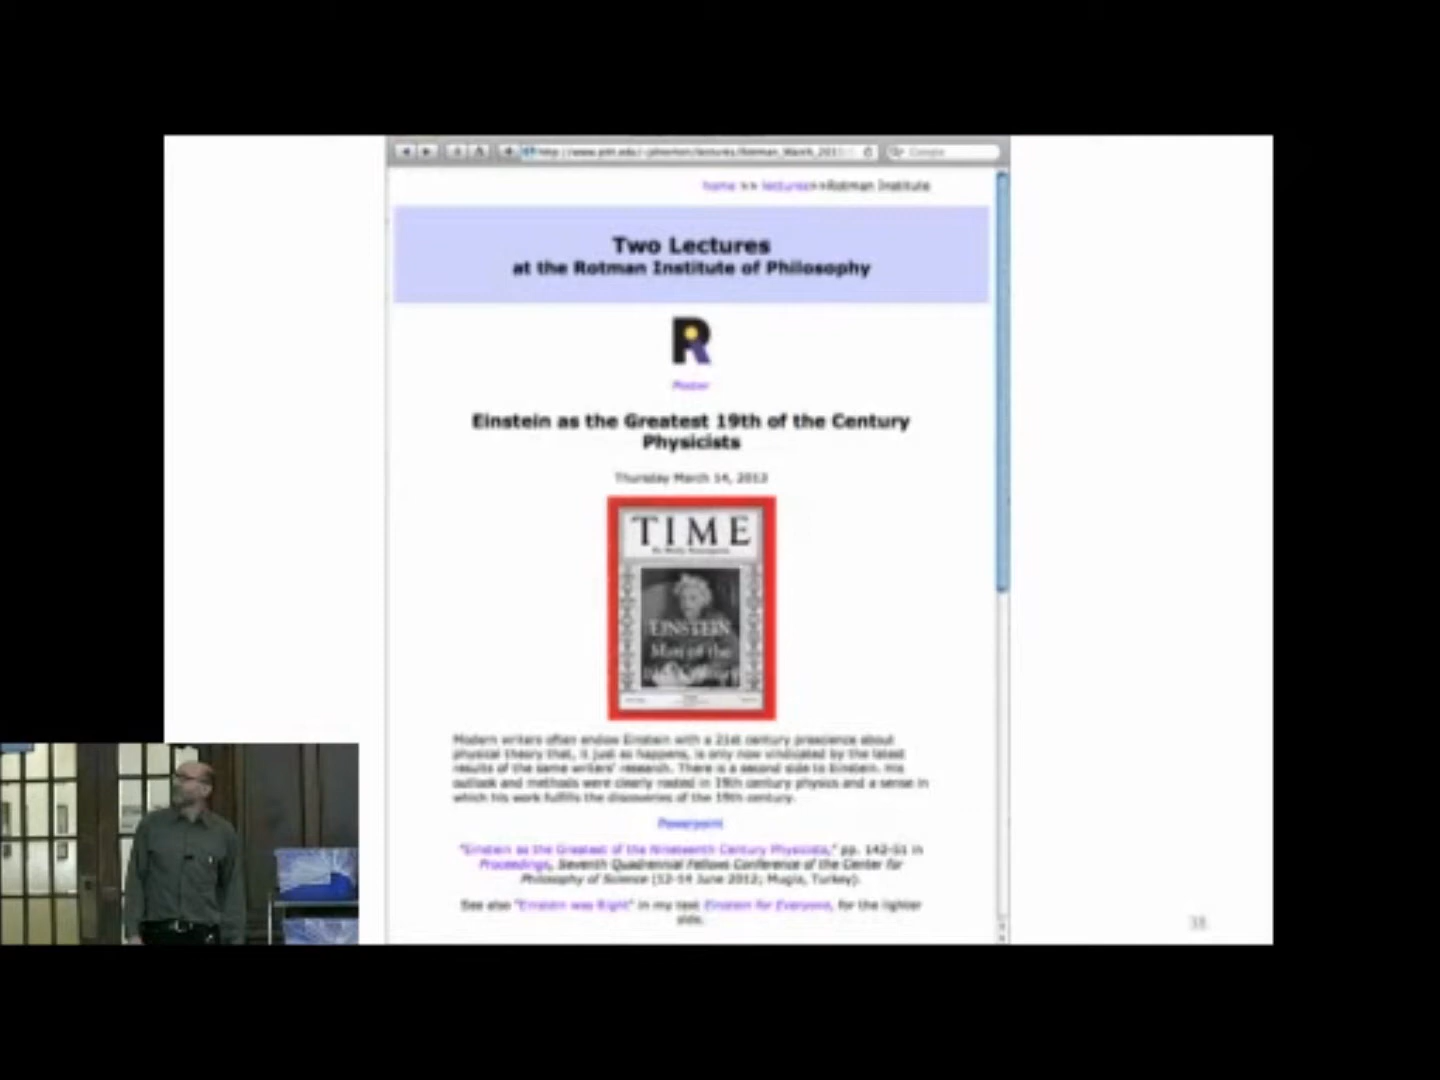 home >> lectures>>Rotman Institute
Two Lectures
at the Rotman Institute of Philosophy
R
Poster
Einstein as the Greatest 19th of the Century
Physicists
Thursday March 14, 2013
TIME
EINSTEIN
Man of the
Modern writers often endow Einstein with a 21st century prescience about
physical theory that, it just so happens, is only now vindicated by the latest
results of the same writers' research. There is a second side to Einstein. His
outlook and methods were clearly rooted in 19th century physics and a sense in
which his work fulfills the discoveries of the 19th century.
Powerpoint
"Einstein as the Greatest of the Nineteenth Century Physicists," pp. 142-51 in
Proceedings, Seventh Quadrennial Fellows Conference of the Center for
Philosophy of Science (12-14 June 2012; Mugla, Turkey).
See also "Einstein was Right" in my text Einstein for Everyone, for the lighter
side.
38